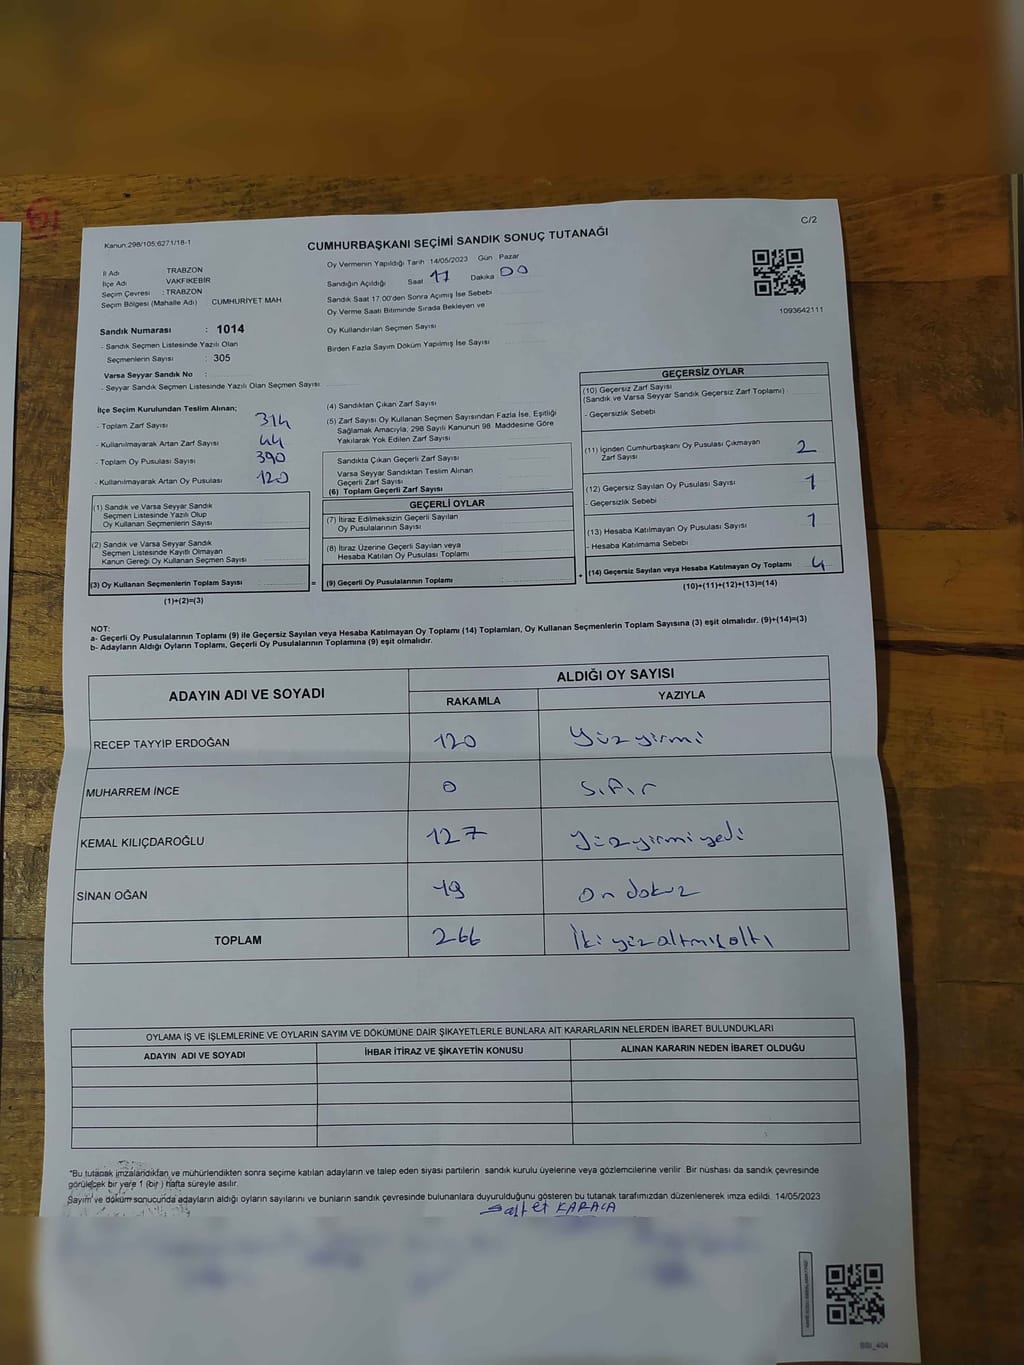 C/2
Kanun:298/105;6271/18-1
CUMHURBAŞKANI SEÇİMİ SANDIK SONUÇ TUTANAĞI
İl Adı TRABZON
İlçe Adı VAKFIKEBİR
Seçim Çevresi : TRABZON
Seçim Bölgesi (Mahalle Adı) CUMHURİYET MAH
Sandık Numarası : 1014
- Sandık Seçmen Listesinde Yazılı Olan
Seçmenlerin Sayısı : 305
Varsa Seyyar Sandık No :
- Seyyar Sandık Seçmen Listesinde Yazılı Olan Seçmen Sayısı:
Oy Vermenin Yapıldığı Tarih 14/05/2023 Gün Pazar
Sandığın Açıldığı Saat Dakika 00
Sandık Saat 17.00'den Sonra Açımış İse Sebebi
Oy Verme Saati Bitiminde Sırada Bekleyen ve
Oy Kullandırılan Seçmen Sayısı
Birden Fazla Sayım Döküm Yapılmış İse Sayısı
1093642111
İlçe Seçim Kurulundan Teslim Alınan;
- Toplam Zarf Sayısı 314
- Kullanılmayarak Artan Zarf Sayısı 44
- Toplam Oy Pusulası Sayısı 390
- Kullanılmayarak Artan Oy Pusulası 120
(1) Sandık ve Varsa Seyyar Sandık
Seçmen Listesinde Yazılı Olup
Oy Kullanan Seçmenlerin Sayısı
(2) Sandık ve Varsa Seyyar Sandık
Seçmen Listesinde Kayıtlı Olmayan
Kanun Gereği Oy Kullanan Seçmen Sayısı
(3) Oy Kullanan Seçmenlerin Toplam Sayısı =
(1)+(2)=(3)
(4) Sandıktan Çıkan Zarf Sayısı
(5) Zarf Sayısı Oy Kullanan Seçmen Sayısından Fazla İse, Eşitliği
Sağlamak Amacıyla, 298 Sayılı Kanunun 98. Maddesine Göre
Yakılarak Yok Edilen Zarf Sayısı
Sandıkta Çıkan Geçerli Zarf Sayısı
Varsa Seyyar Sandıktan Teslim Alınan
Geçerli Zarf Sayısı
(6) Toplam Geçerli Zarf Sayısı
GEÇERLİ OYLAR
(7) İtiraz Edilmeksizin Geçerli Sayılan
Oy Pusulalarının Sayısı
(8) İtiraz Üzerine Geçerli Sayılan veya
Hesaba Katılan Oy Pusulası Toplamı
(9) Geçerli Oy Pusulalarının Toplamı +
GEÇERSİZ OYLAR
(10) Geçersiz Zarf Sayısı
(Sandık ve Varsa Seyyar Sandık Geçersiz Zarf Toplamı)
- Geçersizlik Sebebi
(11) İçinden Cumhurbaşkanı Oy Pusulası Çıkmayan
Zarf Sayısı 2
(12) Geçersiz Sayılan Oy Pusulası Sayısı 1
- Geçersizlik Sebebi
(13) Hesaba Katılmayan Oy Pusulası Sayısı 1
- Hesaba Katılmama Sebebi
(14) Geçersiz Sayılan veya Hesaba Katılmayan Oy Toplamı 4
(10)+(11)+(12)+(13)=(14)
NOT:
a- Geçerli Oy Pusulalarının Toplamı (9) ile Geçersiz Sayılan veya Hesaba Katılmayan Oy Toplamı (14) Toplamları, Oy Kullanan Seçmenlerin Toplam Sayısına (3) eşit olmalıdır. (9)+(14)=(3)
b- Adayların Aldığı Oyların Toplamı, Geçerli Oy Pusulalarının Toplamına (9) eşit olmalıdır.
ADAYIN ADI VE SOYADI ALDIĞI OY SAYISI
RAKAMLA YAZIYLA
RECEP TAYYİP ERDOĞAN 120 Yüz yirmi
MUHARREM İNCE 0 Sıfır
KEMAL KILIÇDAROĞLU 127 Yüzyirmiyedi
SİNAN OĞAN 19 On dokuz
TOPLAM 266 İki yüzaltmışaltı
OYLAMA İŞ VE İŞLEMLERİNE VE OYLARIN SAYIM VE DÖKÜMÜNE DAİR ŞİKAYETLERLE BUNLARA AİT KARARLARIN NELERDEN İBARET BULUNDUKLARI
ADAYIN ADI VE SOYADI İHBAR İTİRAZ VE ŞİKAYETİN KONUSU ALINAN KARARIN NEDEN İBARET OLDUĞU
"Bu tutanak imzalandıktan ve mühürlendikten sonra seçime katılan adayların ve talep eden siyasi partilerin sandık kurulu üyelerine veya gözlemcilerine verilir. Bir nüshası da sandık çevresinde
görülecek bir yere 1 (bir) hafta süreyle asılır.
Sayım ve döküm sonucunda adayların aldığı oyların sayılarını ve bunların sandık çevresinde bulunanlara duyurulduğunu gösteren bu tutanak tarafımızdan düzenlenerek imza edildi. 14/05/2023
KARACA